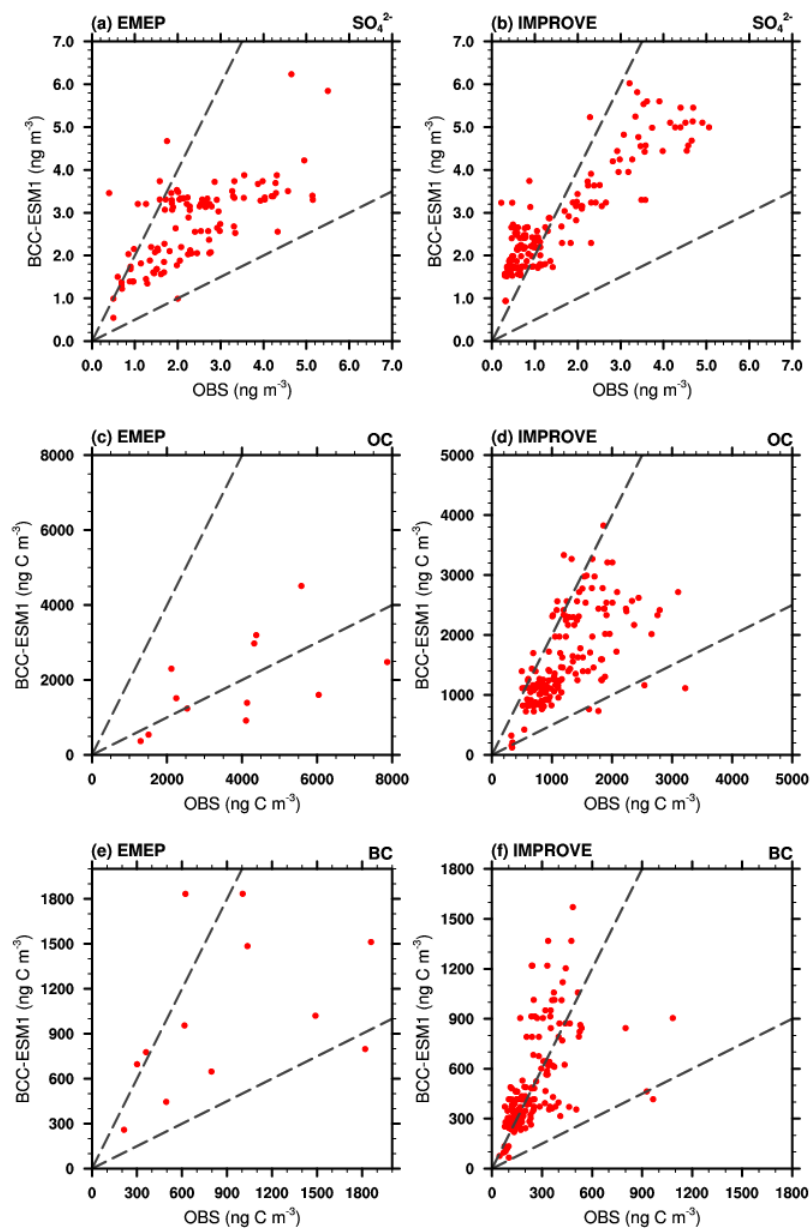 (a) EMEP SO₄²⁻ (b) IMPROVE SO₄²⁻
7.0 7.0
6.0 6.0
5.0 5.0
4.0 4.0
3.0 3.0
2.0 2.0
1.0 1.0
0.0 0.0
BCC-ESM1 (ng m⁻³) BCC-ESM1 (ng m⁻³)
0.0 1.0 2.0 3.0 4.0 5.0 6.0 7.0 0.0 1.0 2.0 3.0 4.0 5.0 6.0 7.0
OBS (ng m⁻³) OBS (ng m⁻³)
(c) EMEP OC (d) IMPROVE OC
8000 5000
6000 4000
4000 3000
2000 2000
0 1000
0
BCC-ESM1 (ng C m⁻³) BCC-ESM1 (ng C m⁻³)
0 2000 4000 6000 8000 0 1000 2000 3000 4000 5000
OBS (ng C m⁻³) OBS (ng C m⁻³)
(e) EMEP BC (f) IMPROVE BC
1800 1800
1500 1500
1200 1200
900 900
600 600
300 300
0 0
BCC-ESM1 (ng C m⁻³) BCC-ESM1 (ng C m⁻³)
0 300 600 900 1200 1500 1800 0 300 600 900 1200 1500 1800
OBS (ng C m⁻³) OBS (ng C m⁻³)